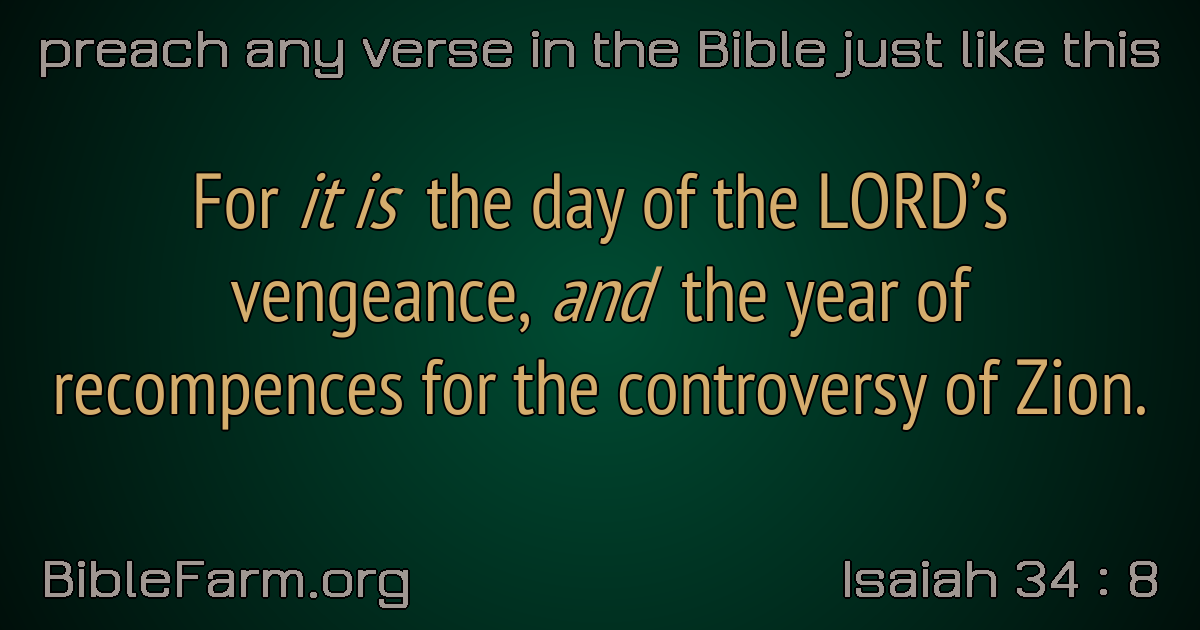 preach any verse in the Bible just like this
For it is the day of the LORD’s
vengeance, and the year of
recompences for the controversy of Zion.
BibleFarm.org
Isaiah 34 : 8